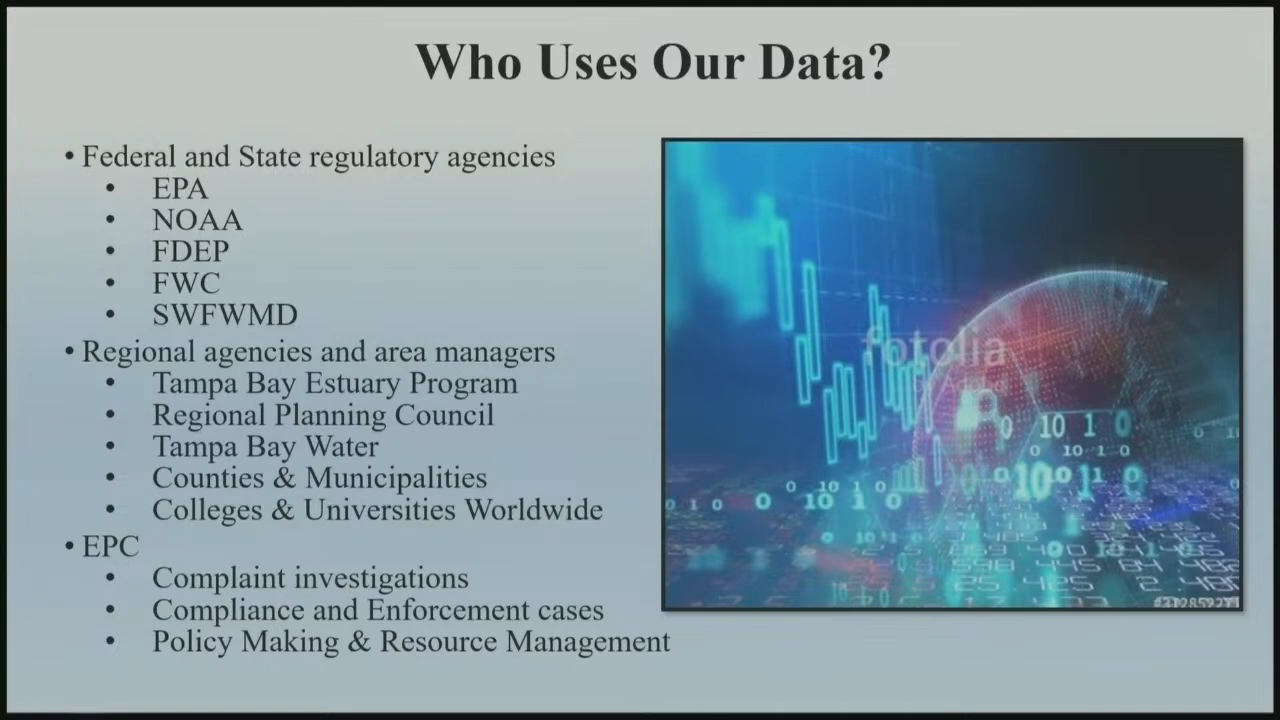 Who Uses Our Data?
• Federal and State regulatory agencies
• EPA
• NOAA
• FDEP
• FWC
• SWFWMD
• Regional agencies and area managers
• Tampa Bay Estuary Program
• Regional Planning Council
• Tampa Bay Water
• Counties & Municipalities
• Colleges & Universities Worldwide
• EPC
• Complaint investigations
• Compliance and Enforcement cases
• Policy Making & Resource Management
fotolia